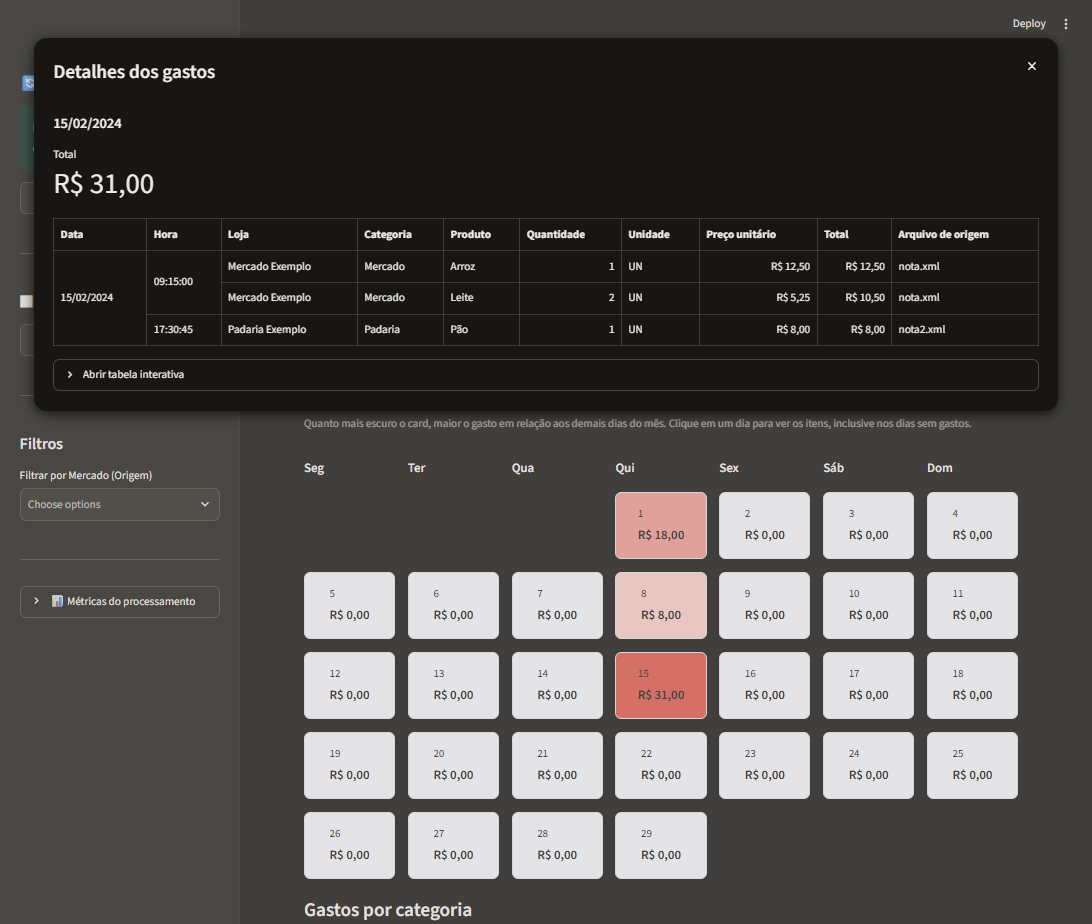 Deploy
Detalhes dos gastos
15/02/2024
Total
R$ 31,00
Data Hora Loja Categoria Produto Quantidade Unidade Preço unitário Total Arquivo de origem
15/02/2024 09:15:00 Mercado Exemplo Mercado Arroz 1 UN R$ 12,50 R$ 12,50 nota.xml
Mercado Exemplo Mercado Leite 2 UN R$ 5,25 R$ 10,50 nota.xml
17:30:45 Padaria Exemplo Padaria Pão 1 UN R$ 8,00 R$ 8,00 nota2.xml
Abrir tabela interativa
Filtros
Filtrar por Mercado (Origem)
Choose options
Métricas do processamento
Quanto mais escuro o card, maior o gasto em relação aos demais dias do mês. Clique em um dia para ver os itens, inclusive nos dias sem gastos.
Seg Ter Qua Qui Sex Sáb Dom
1 2 3 4
R$ 18,00 R$ 0,00 R$ 0,00 R$ 0,00
5 6 7 8 9 10 11
R$ 0,00 R$ 0,00 R$ 0,00 R$ 8,00 R$ 0,00 R$ 0,00 R$ 0,00
12 13 14 15 16 17 18
R$ 0,00 R$ 0,00 R$ 0,00 R$ 31,00 R$ 0,00 R$ 0,00 R$ 0,00
19 20 21 22 23 24 25
R$ 0,00 R$ 0,00 R$ 0,00 R$ 0,00 R$ 0,00 R$ 0,00 R$ 0,00
26 27 28 29
R$ 0,00 R$ 0,00 R$ 0,00 R$ 0,00
Gastos por categoria